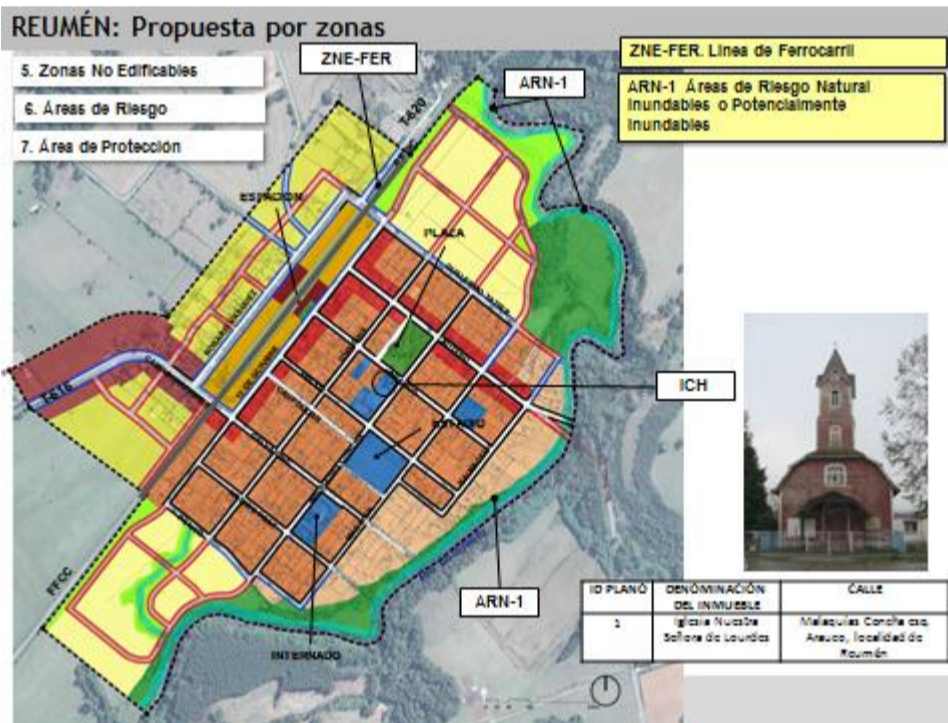 REUMÉN: Propuesta por zonas
5. Zonas No Edificables
6. Áreas de Riesgo
7. Área de Protección
ZNE-FER
ARN-1
ZNE-FER. Línea de Ferrocarril
ARN-1 Áreas de Riesgo Natural
Inundables o Potencialmente
Inundables
T-620
ESTACION
PLAZA
T-616
ICH
ESTADIO
FFCC
ARN-1
INTERNADO
ID PLANO
DENÓMINACIÓN
DEL INMUEBLE
CALLE
1
Iglesia Nuestra
Señora de Lourdes
Malaquías Concha esq.
Arauco, localidad de
Reumén